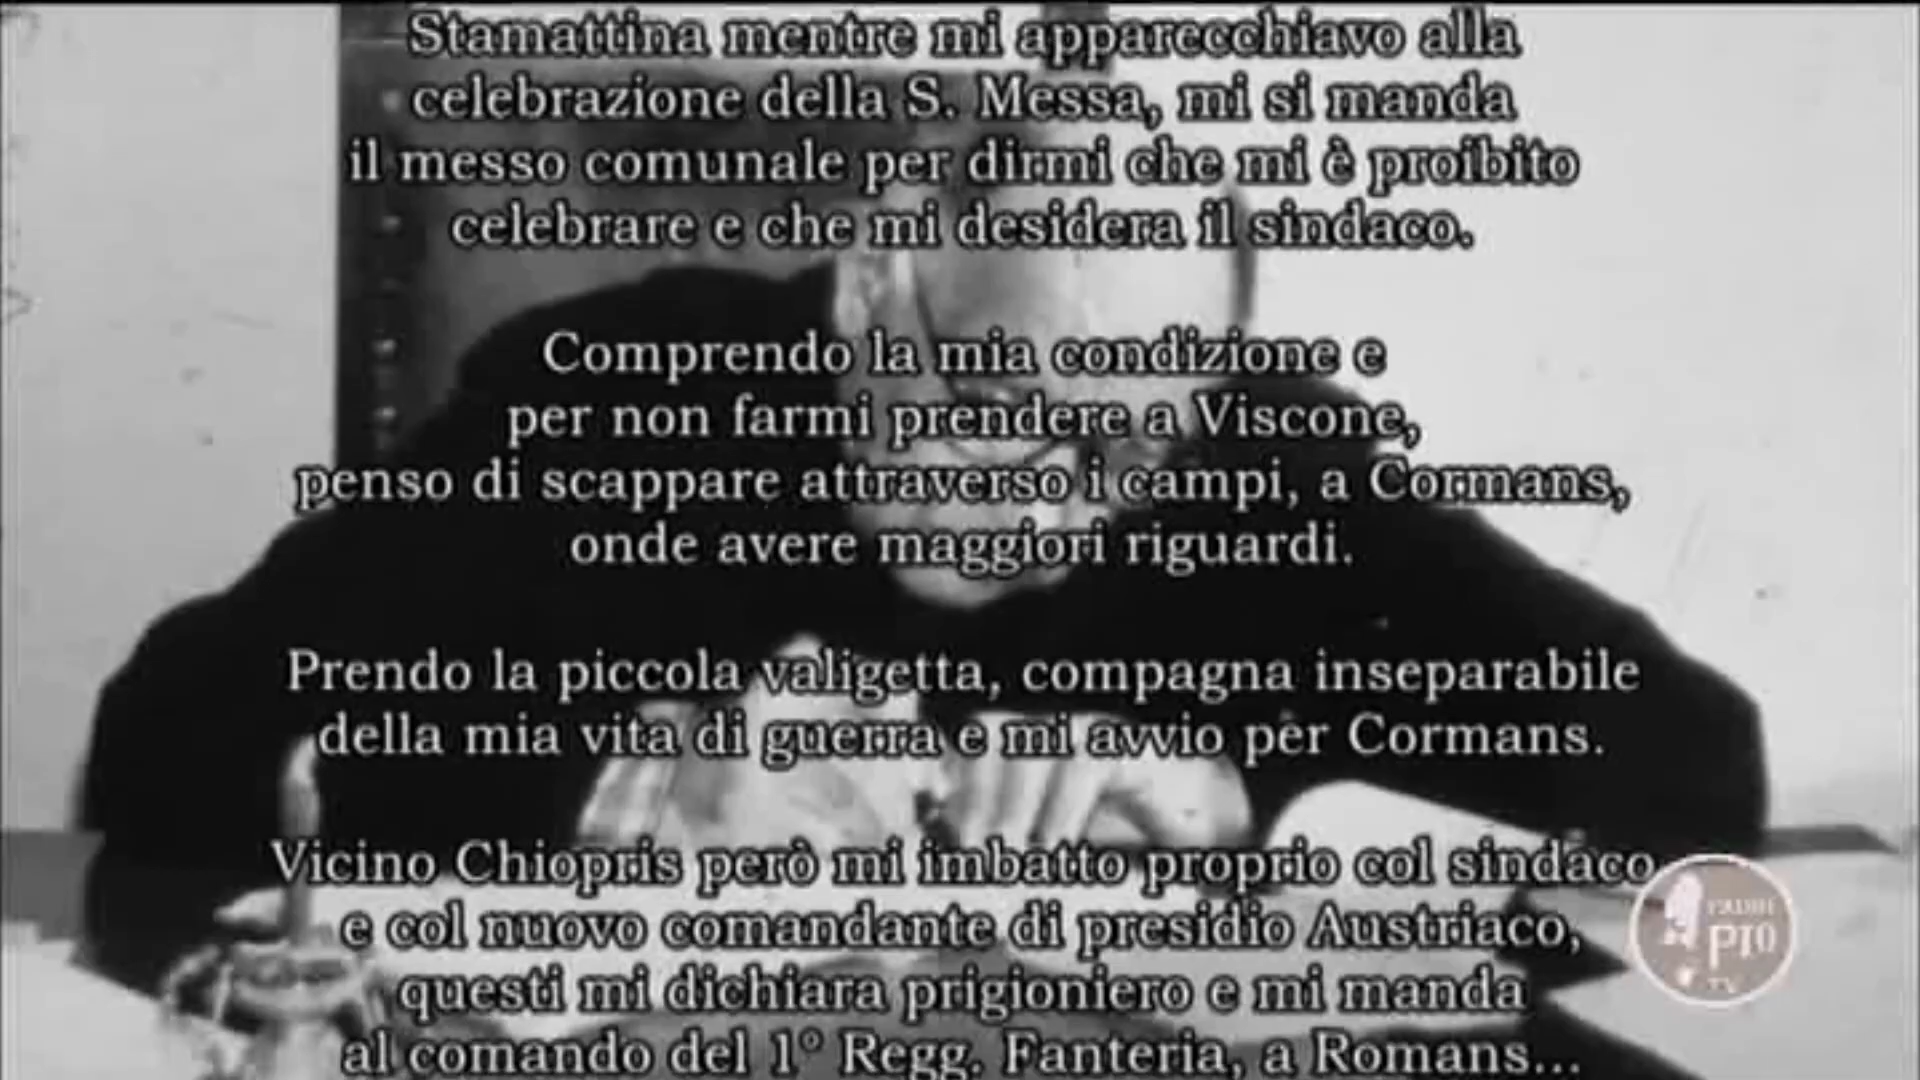 Stamattina mentre mi apparecchiavo alla
celebrazione della S. Messa, mi si manda
il messo comunale per dirmi che mi è proibito
celebrare e che mi desidera il sindaco.
Comprendo la mia condizione e
per non farmi prendere a Viscone,
penso di scappare attraverso i campi, a Cormans,
onde avere maggiori riguardi.
Prendo la piccola valigetta, compagna inseparabile
della mia vita di guerra e mi avvio per Cormans.
Vicino Chiopris però mi imbatto proprio col sindaco
e col nuovo comandante di presidio Austriaco,
questi mi dichiara prigioniero e mi manda
al comando del 1° Regg. Fanteria, a Romans...
PIO
TV